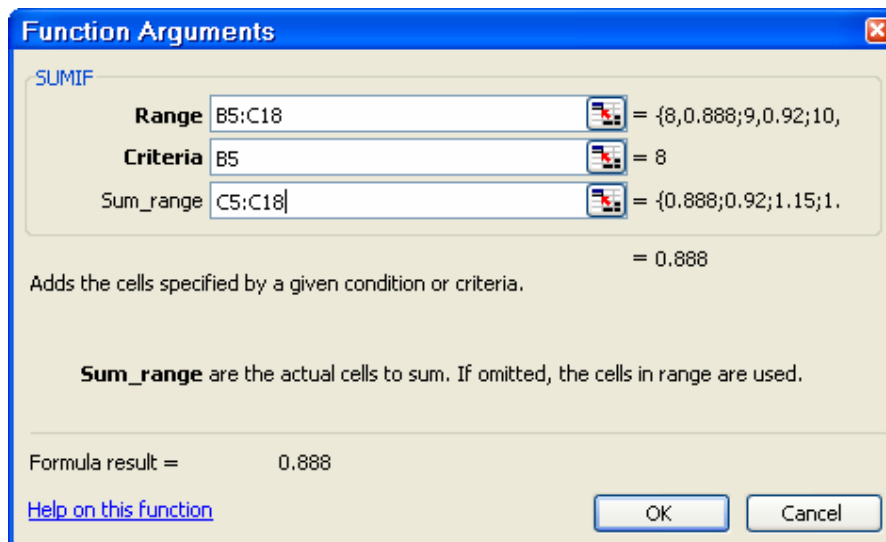 Function Arguments
SUMIF
Range B5:C18 = {8,0.888;9,0.92;10,
Criteria B5 = 8
Sum_range C5:C18 = {0.888;0.92;1.15;1.
= 0.888
Adds the cells specified by a given condition or criteria.
Sum_range are the actual cells to sum. If omitted, the cells in range are used.
Formula result = 0.888
Help on this function OK Cancel